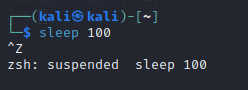 ┌──(kali㉿kali)-[~]
└─$ sleep 100
^Z
zsh: suspended  sleep 100